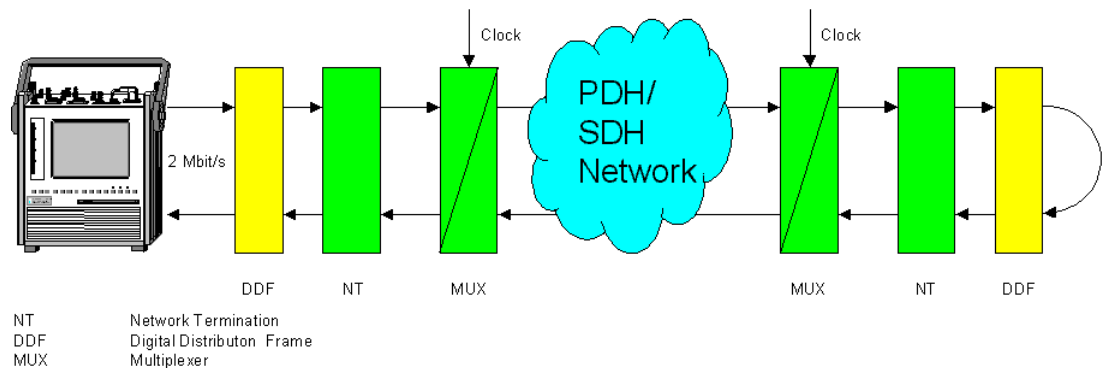 Clock
Clock
PDH/
SDH
Network
2 Mbit/s
DDF
NT
MUX
MUX
NT
DDF
NT Network Termination
DDF Digital Distributon Frame
MUX Multiplexer